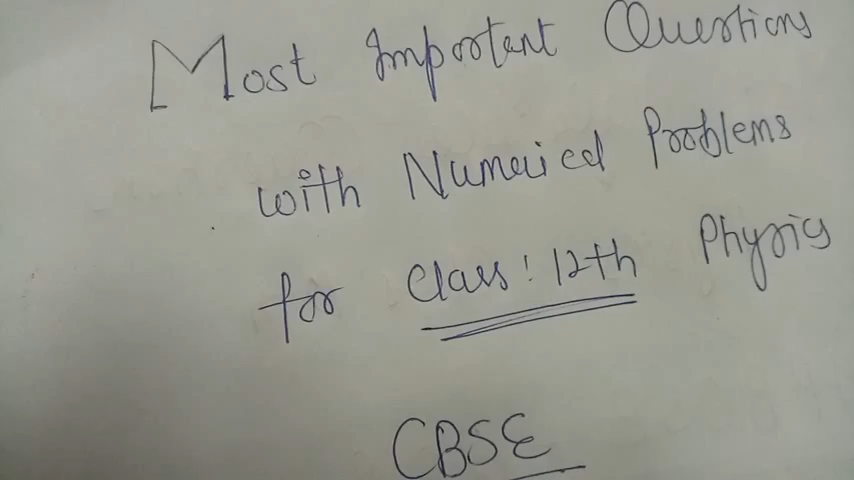 Most Important Questions
with Numerical Problems
for Class: 12th Physics
CBSE